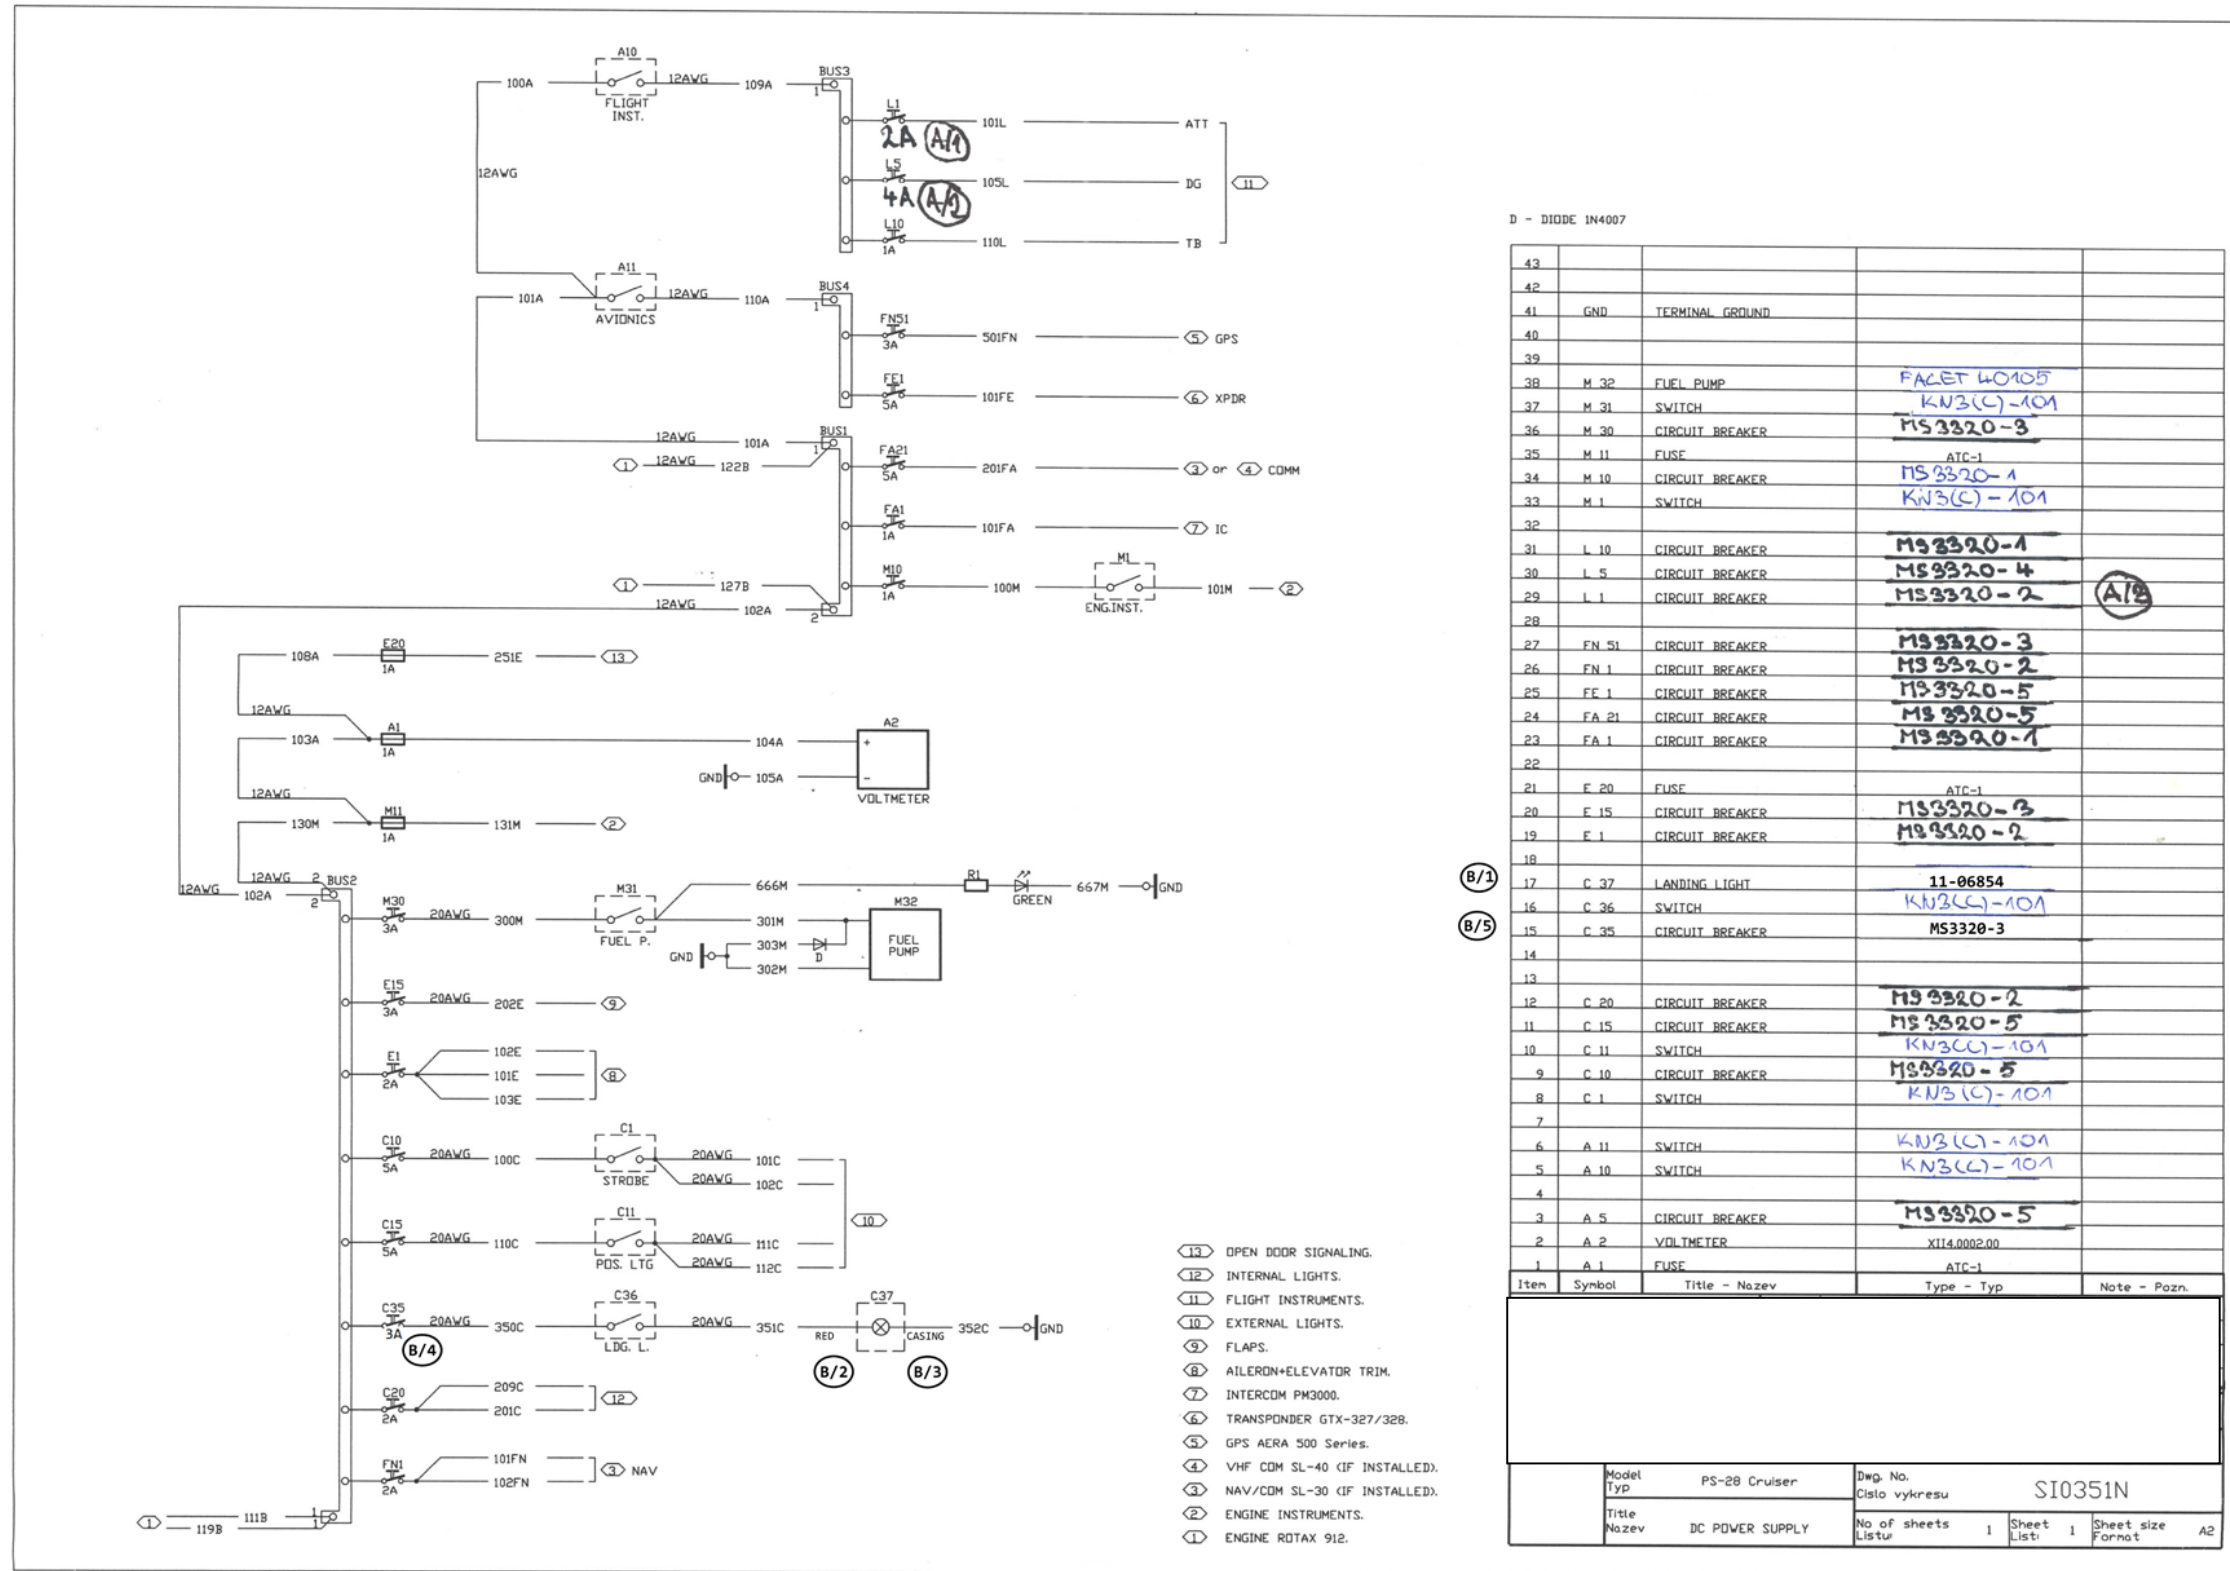 A10
100A
12AWG
109A
FLIGHT
INST.
BUS3
1
L1
101L
ATT
2A
A/1
12AWG
L5
105L
DG
11
4A
A/2
L10
110L
TB
1A
A11
101A
12AWG
110A
AVIONICS
BUS4
1
FN51
501FN
5 GPS
3A
FE1
101FE
6 XPDR
5A
BUS1
12AWG
101A
1
1
12AWG
122B
FA21
201FA
3 or 4 COMM
5A
FA1
101FA
7 IC
1A
M10
100M
M1
101M
2
1A
ENG.INST.
1
127B
12AWG
102A
2
108A
E20
251E
13
1A
12AWG
103A
A1
104A
1A
A2
+
-
GND
105A
VOLTMETER
12AWG
130M
M11
131M
2
1A
12AWG
2
BUS2
12AWG
102A
2
M30
20AWG
300M
3A
M31
FUEL P.
666M
R1
GREEN
667M
GND
301M
M32
FUEL
PUMP
303M
D
GND
302M
E15
20AWG
202E
9
3A
E1
102E
101E
8
2A
103E
C10
20AWG
100C
5A
C1
STROBE
20AWG
101C
20AWG
102C
10
C15
20AWG
110C
5A
C11
POS. LTG
20AWG
111C
20AWG
112C
C35
20AWG
350C
3A
B/4
C36
LDG. L.
20AWG
351C
RED
C37
CASING
352C
GND
B/2
B/3
C20
209C
12
201C
2A
FN1
101FN
3 NAV
102FN
2A
1
111B
1
119B
1
13 OPEN DOOR SIGNALING.
12 INTERNAL LIGHTS.
11 FLIGHT INSTRUMENTS.
10 EXTERNAL LIGHTS.
9 FLAPS.
8 AILERON+ELEVATOR TRIM.
7 INTERCOM PM3000.
6 TRANSPONDER GTX-327/328.
5 GPS AERA 500 Series.
4 VHF COM SL-40 (IF INSTALLED).
3 NAV/COM SL-30 (IF INSTALLED).
2 ENGINE INSTRUMENTS.
1 ENGINE ROTAX 912.
D - DIODE 1N4007
43
42
41 GND TERMINAL GROUND
40
39
38 M 32 FUEL PUMP FACET 40105
37 M 31 SWITCH KN3(C)-101
36 M 30 CIRCUIT BREAKER MS3320-3
35 M 11 FUSE ATC-1
34 M 10 CIRCUIT BREAKER MS3320-1
33 M 1 SWITCH KN3(C)-101
32
31 L 10 CIRCUIT BREAKER MS3320-1
30 L 5 CIRCUIT BREAKER MS3320-4
29 L 1 CIRCUIT BREAKER MS3320-2 A/3
28
27 FN 51 CIRCUIT BREAKER MS3320-3
26 FN 1 CIRCUIT BREAKER MS3320-2
25 FE 1 CIRCUIT BREAKER MS3320-5
24 FA 21 CIRCUIT BREAKER MS3320-5
23 FA 1 CIRCUIT BREAKER MS3320-1
22
21 E 20 FUSE ATC-1
20 E 15 CIRCUIT BREAKER MS3320-3
19 E 1 CIRCUIT BREAKER MS3320-2
18
B/1 17 C 37 LANDING LIGHT 11-06854
16 C 36 SWITCH KN3(C)-101
B/5 15 C 35 CIRCUIT BREAKER MS3320-3
14
13
12 C 20 CIRCUIT BREAKER MS3320-2
11 C 15 CIRCUIT BREAKER MS3320-5
10 C 11 SWITCH KN3(C)-101
9 C 10 CIRCUIT BREAKER MS3320-5
8 C 1 SWITCH KN3(C)-101
7
6 A 11 SWITCH KN3(C)-101
5 A 10 SWITCH KN3(C)-101
4
3 A 5 CIRCUIT BREAKER MS3320-5
2 A 2 VOLTMETER XII4.0002.00
1 A 1 FUSE ATC-1
Item Symbol Title - Nazev Type - Typ Note - Pozn.
Model
Typ
PS-28 Cruiser
Dwg. No.
Cislo vykresu
SI0351N
Title
Nazev
DC POWER SUPPLY
No of sheets
Listu
1
Sheet
List:
1
Sheet size
Format
A2